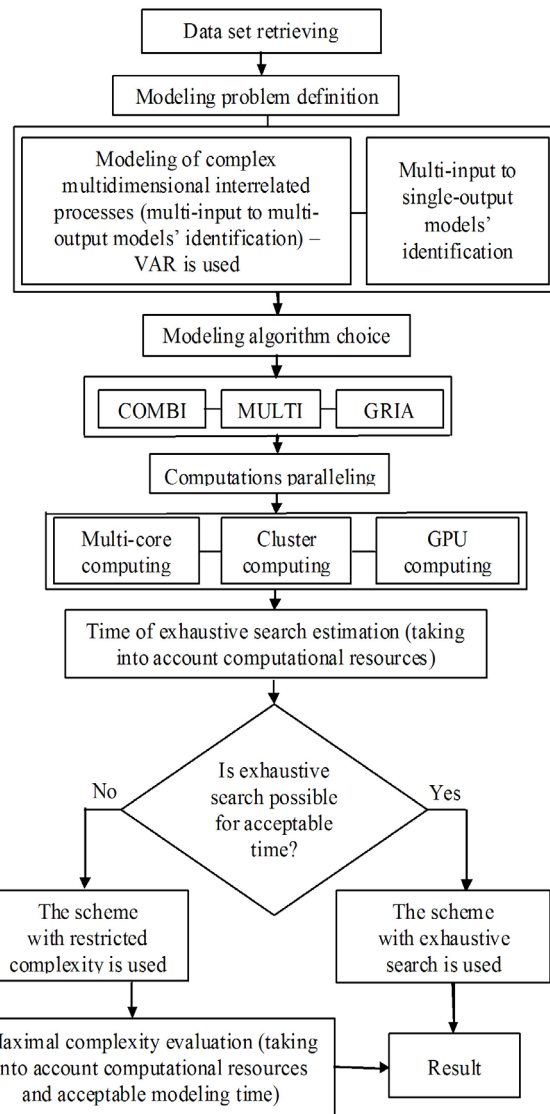 Data set retrieving
Modeling problem definition
Modeling of complex
multidimensional interrelated
processes (multi-input to multi-
output models’ identification) –
VAR is used
Multi-input to
single-output
models’
identification
Modeling algorithm choice
COMBI
MULTI
GRIA
Computations paralleling
Multi-core
computing
Cluster
computing
GPU
computing
Time of exhaustive search estimation (taking
into account computational resources)
Is exhaustive
search possible
for acceptable
time?
No
Yes
The scheme
with restricted
complexity is used
The scheme
with exhaustive
search is used
Maximal complexity evaluation (taking
into account computational resources
and acceptable modeling time)
Result